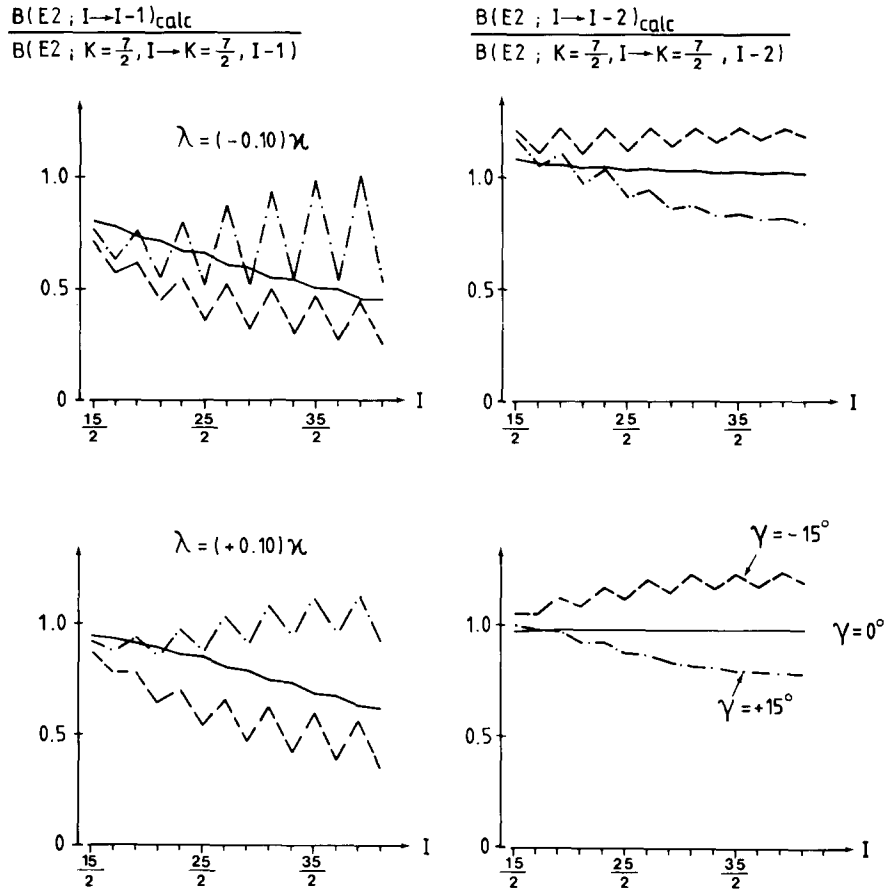 B(E2 ; I→I-1)calc
B(E2 ; K=7/2, I→K=7/2, I-1)
B(E2 ; I→I-2)calc
B(E2 ; K=7/2, I→K=7/2, I-2)
λ=(-0.10)ϰ
1.0
0.5
0
15/2
25/2
35/2
I
1.0
0.5
0
15/2
25/2
35/2
I
λ=(+0.10)ϰ
1.0
0.5
0
15/2
25/2
35/2
I
γ=-15°
γ=0°
γ=+15°
1.0
0.5
0
15/2
25/2
35/2
I